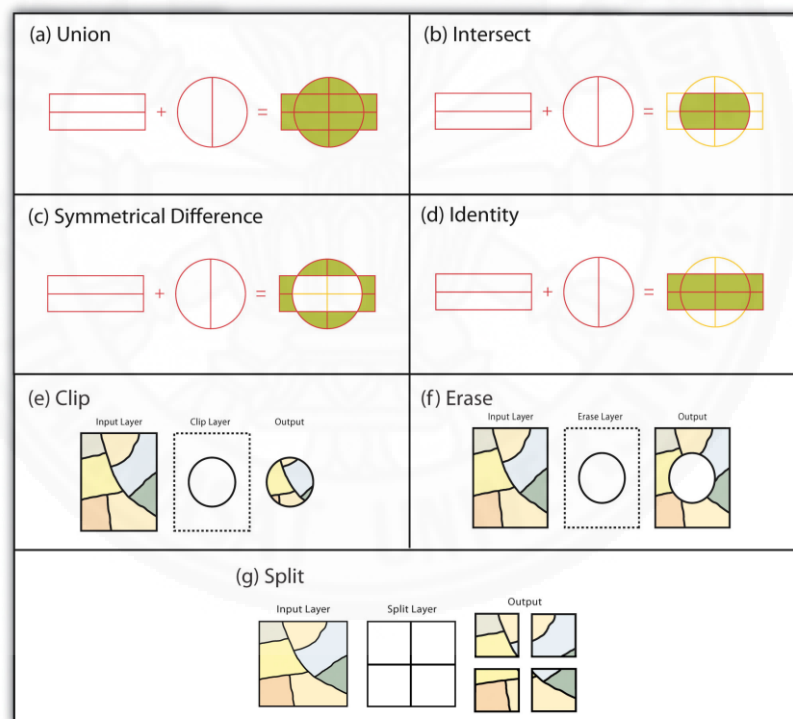 (a) Union
(b) Intersect
+ =
+ =
(c) Symmetrical Difference
(d) Identity
+ =
+ =
(e) Clip
Input Layer Clip Layer Output
(f) Erase
Input Layer Erase Layer Output
(g) Split
Input Layer Split Layer Output